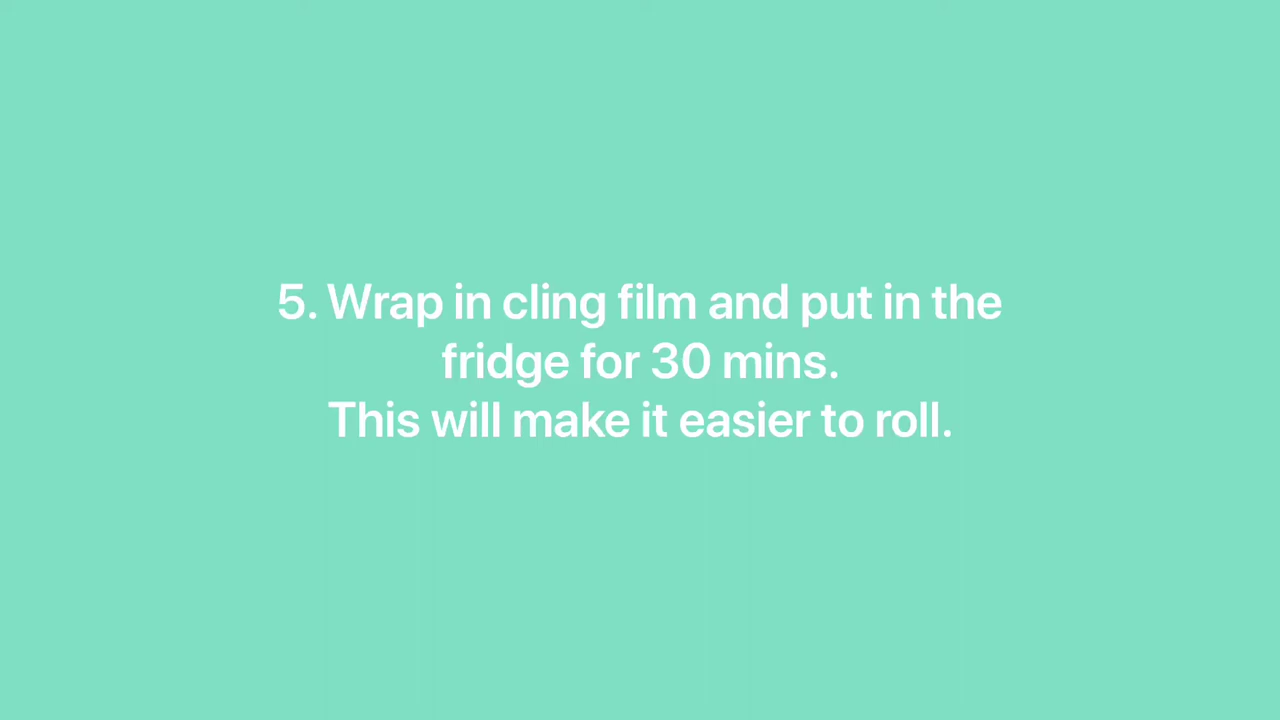 5. Wrap in cling film and put in the
fridge for 30 mins.
This will make it easier to roll.